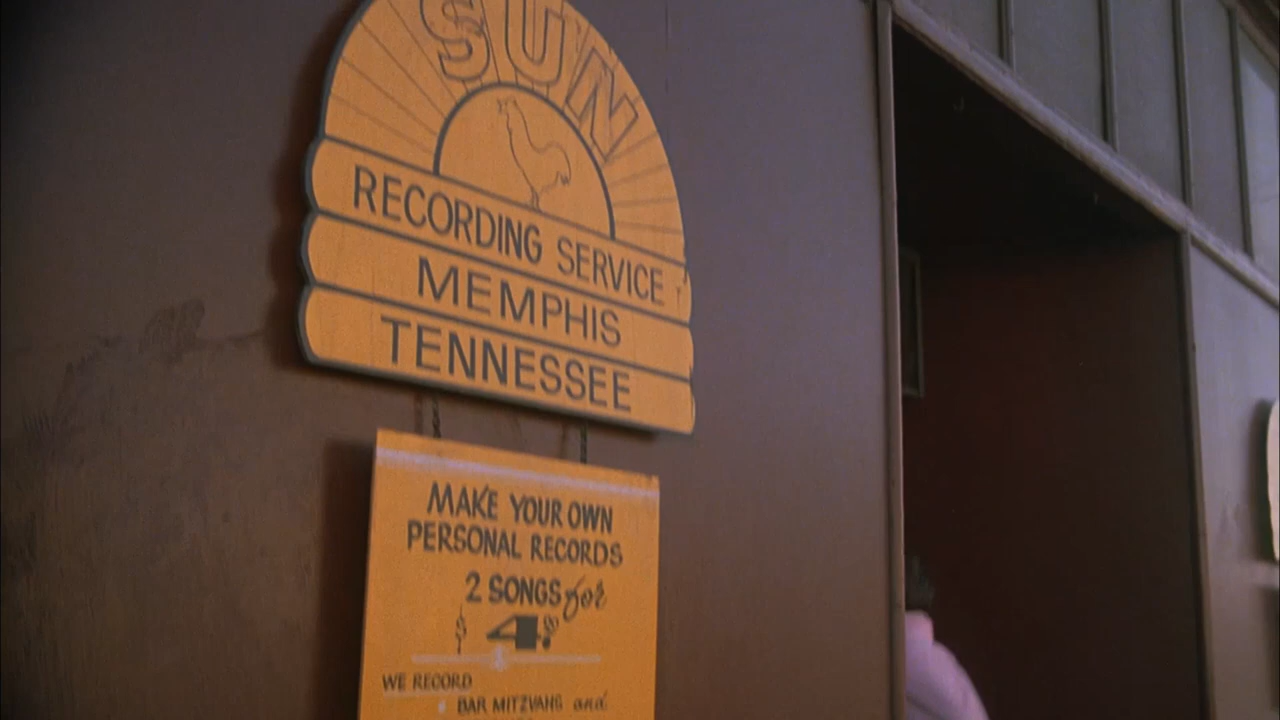 SUN
RECORDING SERVICE
MEMPHIS
TENNESSEE
MAKE YOUR OWN
PERSONAL RECORDS
2 SONGS for
$ 4.
WE RECORD
BAR MITZVAHS and